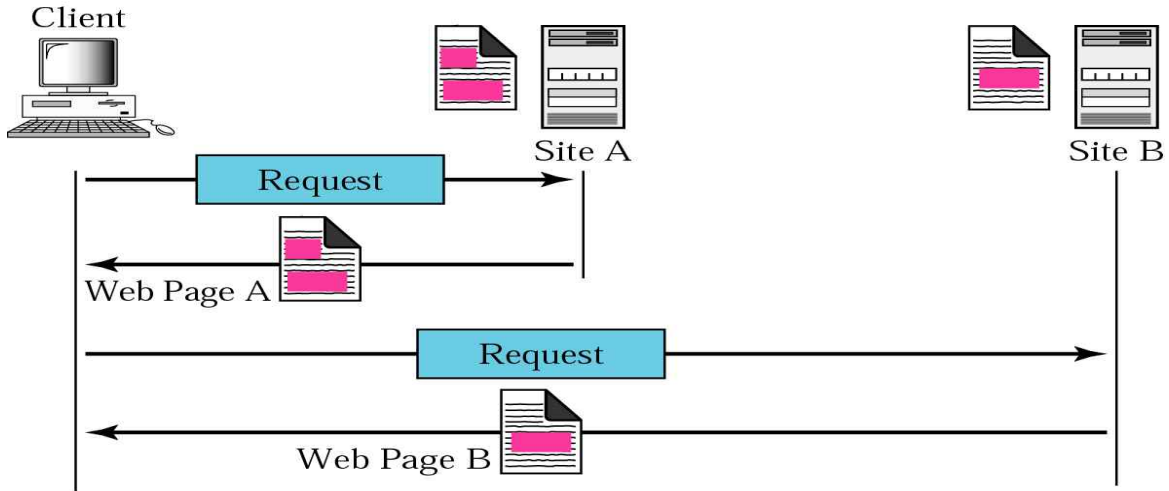 Client
Site A
Site B
Request
Web Page A
Request
Web Page B